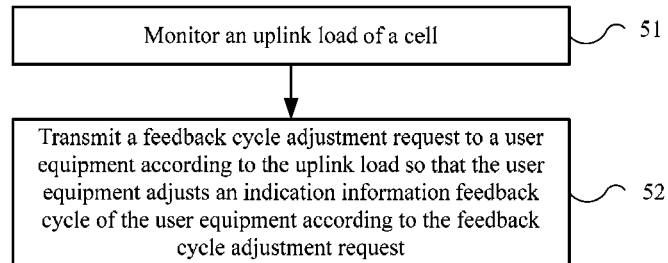 Monitor an uplink load of a cell
51
Transmit a feedback cycle adjustment request to a user
equipment according to the uplink load so that the user
equipment adjusts an indication information feedback
cycle of the user equipment according to the feedback
cycle adjustment request
52